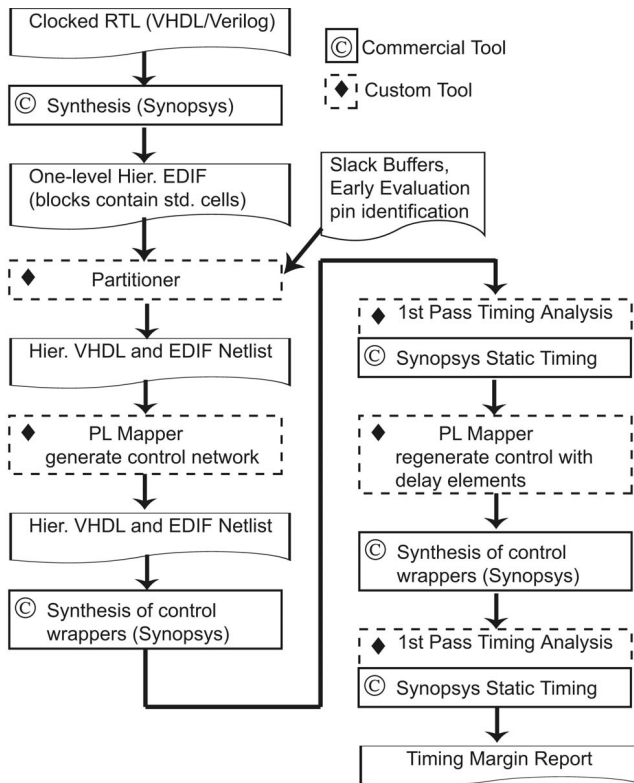 Clocked RTL (VHDL/Verilog)
© Commercial Tool
♦ Custom Tool
© Synthesis (Synopsys)
One-level Hier. EDIF
(blocks contain std. cells)
Slack Buffers,
Early Evaluation
pin identification
♦ Partitioner
Hier. VHDL and EDIF Netlist
♦ PL Mapper
generate control network
Hier. VHDL and EDIF Netlist
© Synthesis of control
wrappers (Synopsys)
♦ 1st Pass Timing Analysis
© Synopsys Static Timing
♦ PL Mapper
regenerate control with
delay elements
© Synthesis of control
wrappers (Synopsys)
♦ 1st Pass Timing Analysis
© Synopsys Static Timing
Timing Margin Report